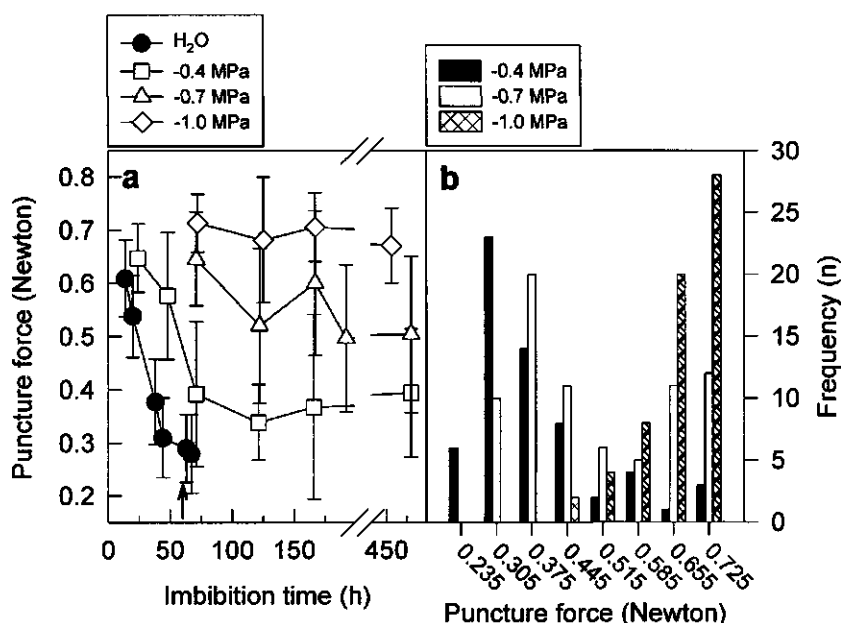 H₂O
-0.4 MPa
-0.7 MPa
-1.0 MPa
-0.4 MPa
-0.7 MPa
-1.0 MPa
a
b
Puncture force (Newton)
0.8
0.7
0.6
0.5
0.4
0.3
0.2
0 50 100 150 450
Imbibition time (h)
30
25
20
15
10
5
0
Frequency (n)
0.235 0.305 0.375 0.445 0.515 0.585 0.655 0.725
Puncture force (Newton)